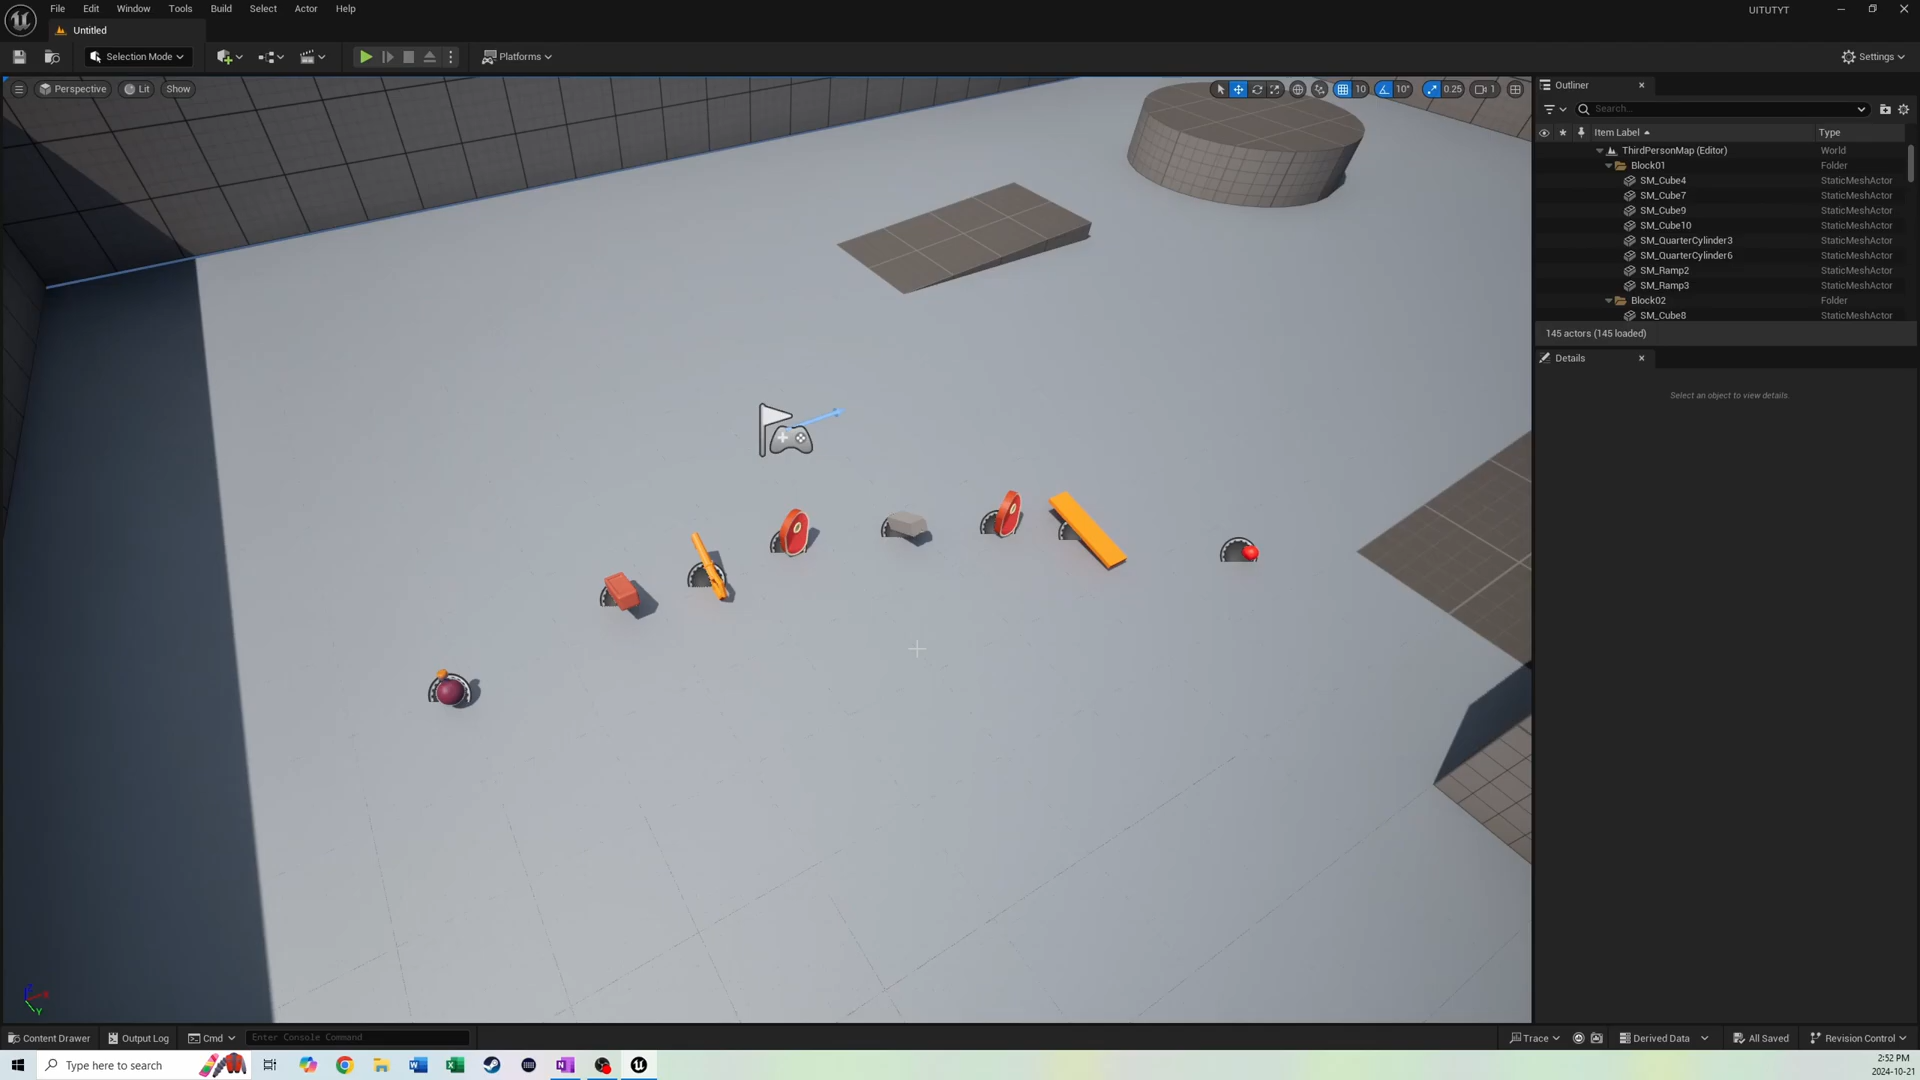 File Edit Window Tools Build Select Actor Help
UITUTYT
Untitled
Selection Mode
Platforms
Settings
Perspective Lit Show
10 10° 0.25 1
Outliner
Search...
Item Label Type
ThirdPersonMap (Editor) World
Block01 Folder
SM_Cube4 StaticMeshActor
SM_Cube7 StaticMeshActor
SM_Cube9 StaticMeshActor
SM_Cube10 StaticMeshActor
SM_QuarterCylinder3 StaticMeshActor
SM_QuarterCylinder6 StaticMeshActor
SM_Ramp2 StaticMeshActor
SM_Ramp3 StaticMeshActor
Block02 Folder
SM_Cube8 StaticMeshActor
145 actors (145 loaded)
Details
Select an object to view details.
Z X Y
Content Drawer Output Log Cmd Enter Console Command
Trace Derived Data All Saved Revision Control
Type here to search
2:52 PM
2024-10-21